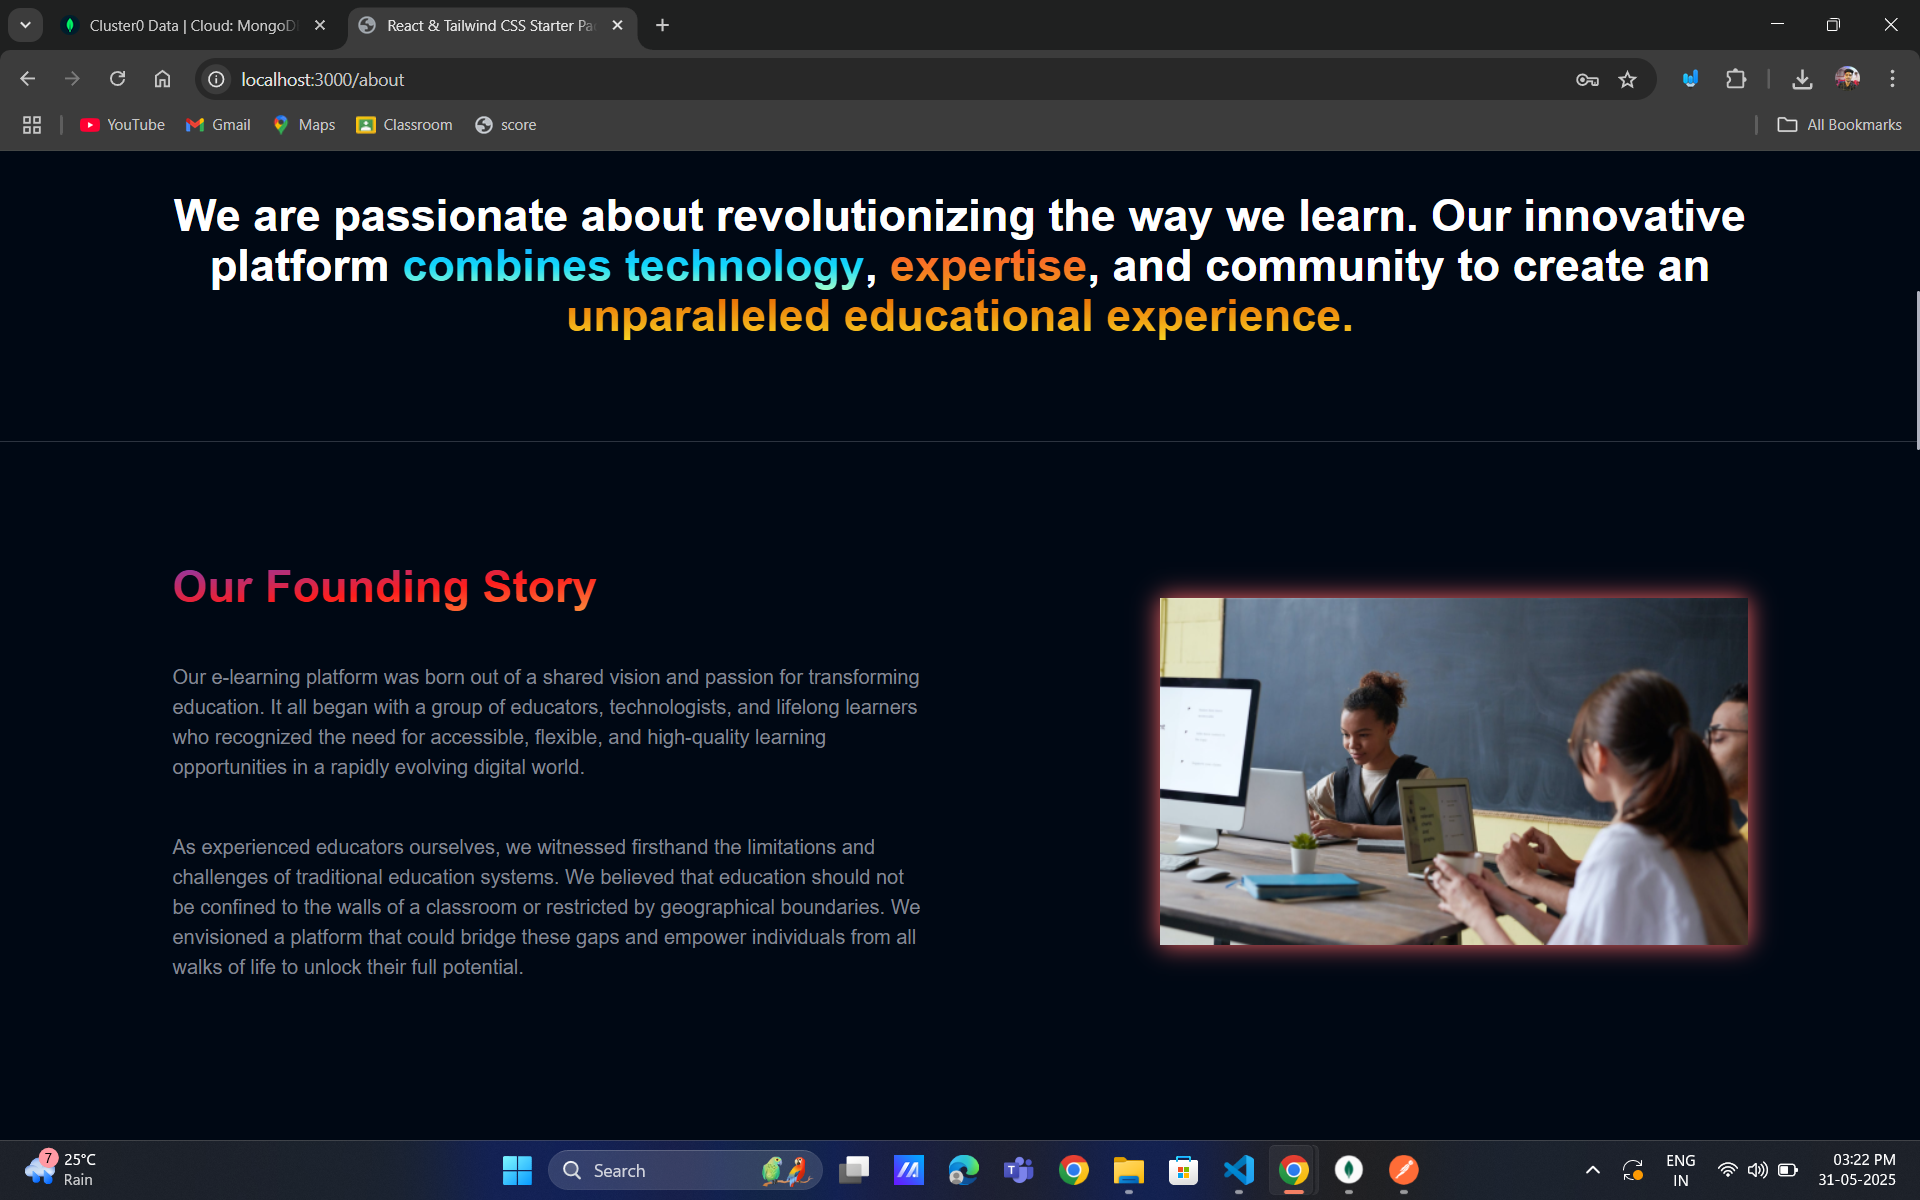 Cluster0 Data | Cloud: MongoD
React & Tailwind CSS Starter Pa
localhost:3000/about
YouTube
Gmail
Maps
Classroom
score
All Bookmarks
We are passionate about revolutionizing the way we learn. Our innovative
platform combines technology, expertise, and community to create an
unparalleled educational experience.
Our Founding Story
Our e-learning platform was born out of a shared vision and passion for transforming
education. It all began with a group of educators, technologists, and lifelong learners
who recognized the need for accessible, flexible, and high-quality learning
opportunities in a rapidly evolving digital world.
As experienced educators ourselves, we witnessed firsthand the limitations and
challenges of traditional education systems. We believed that education should not
be confined to the walls of a classroom or restricted by geographical boundaries. We
envisioned a platform that could bridge these gaps and empower individuals from all
walks of life to unlock their full potential.
7
25°C
Rain
Search
ENG
IN
03:22 PM
31-05-2025